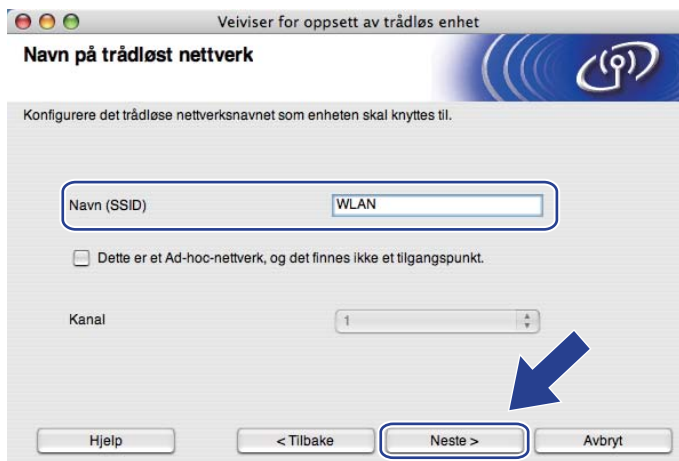 Veiviser for oppsett av trådløs enhet
Navn på trådløst nettverk
Konfigurere det trådløse nettverksnavnet som enheten skal knyttes til.
Navn (SSID) WLAN
Dette er et Ad-hoc-nettverk, og det finnes ikke et tilgangspunkt.
Kanal 1
Hjelp < Tilbake Neste > Avbryt